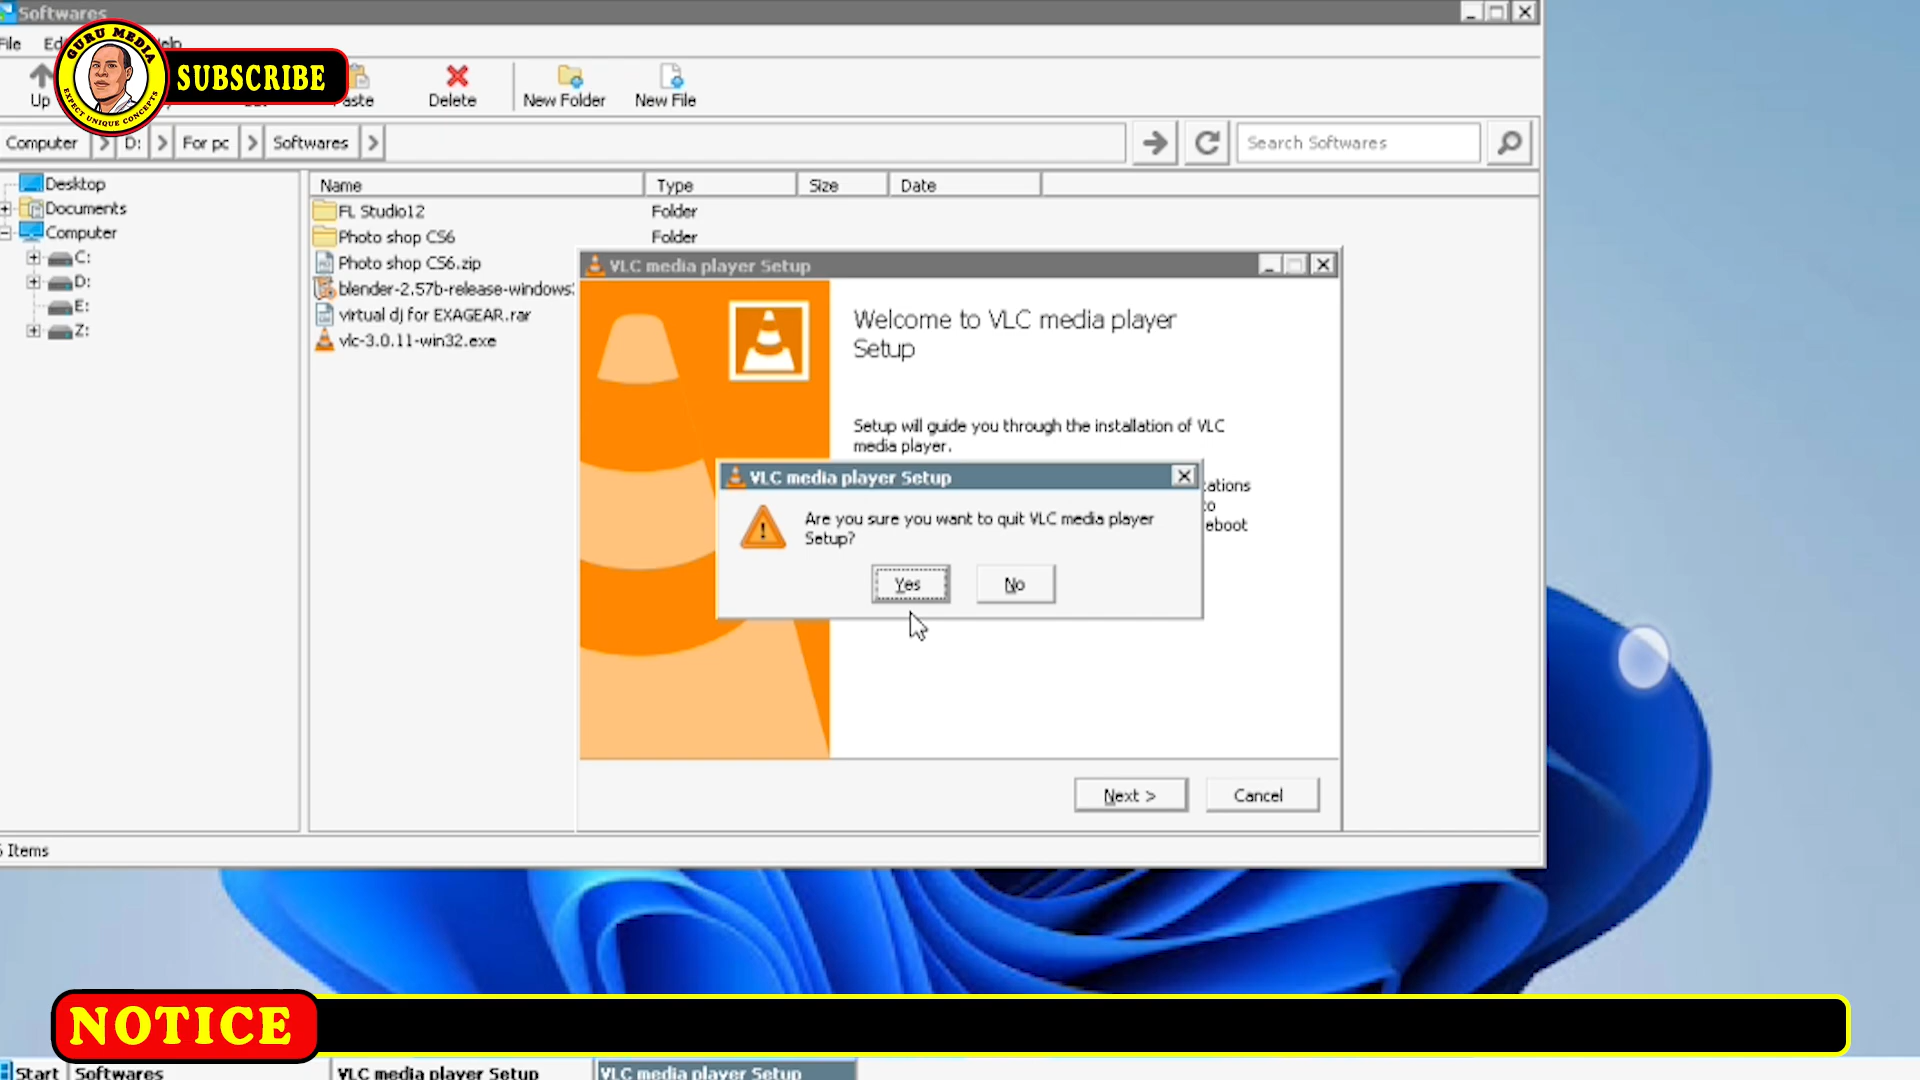 Softwares
File
GURU MEDIA
EXPECT UNIQUE CONCEPTS
SUBSCRIBE
Up
Delete
New Folder
New File
Computer
D:
For pc
Softwares
Search Softwares
Desktop
Documents
Computer
C:
D:
E:
Z:
Name Type Size Date
FL Studio12 Folder
Photo shop CS6 Folder
Photo shop CS6.zip
blender-2.57b-release-windows
virtual dj for EXAGEAR.rar
vlc-3.0.11-win32.exe
VLC media player Setup
Welcome to VLC media player
Setup
Setup will guide you through the installation of VLC
media player.
VLC media player Setup
Are you sure you want to quit VLC media player
Setup?
Yes No
Next > Cancel
Items
NOTICE
Start
Softwares
VLC media player Setup
VLC media player Setup